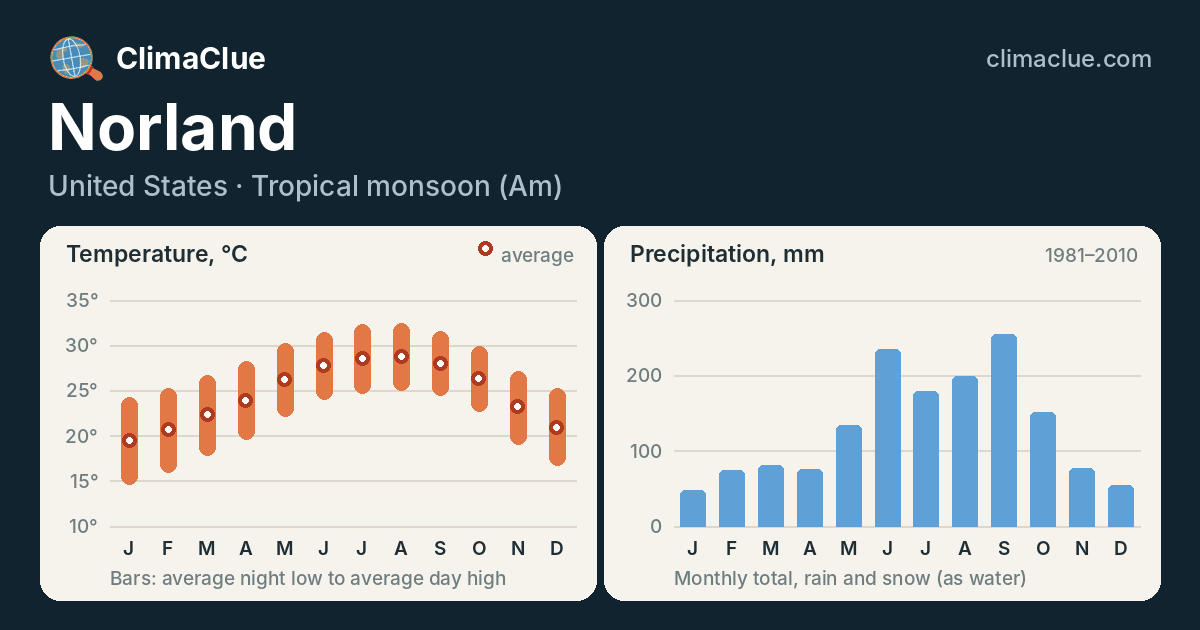 ClimaClue
climaclue.com
Norland
United States · Tropical monsoon (Am)
Temperature, °C
average
35°
30°
25°
20°
15°
10°
J F M A M J J A S O N D
Bars: average night low to average day high
Precipitation, mm
1981–2010
300
200
100
0
J F M A M J J A S O N D
Monthly total, rain and snow (as water)